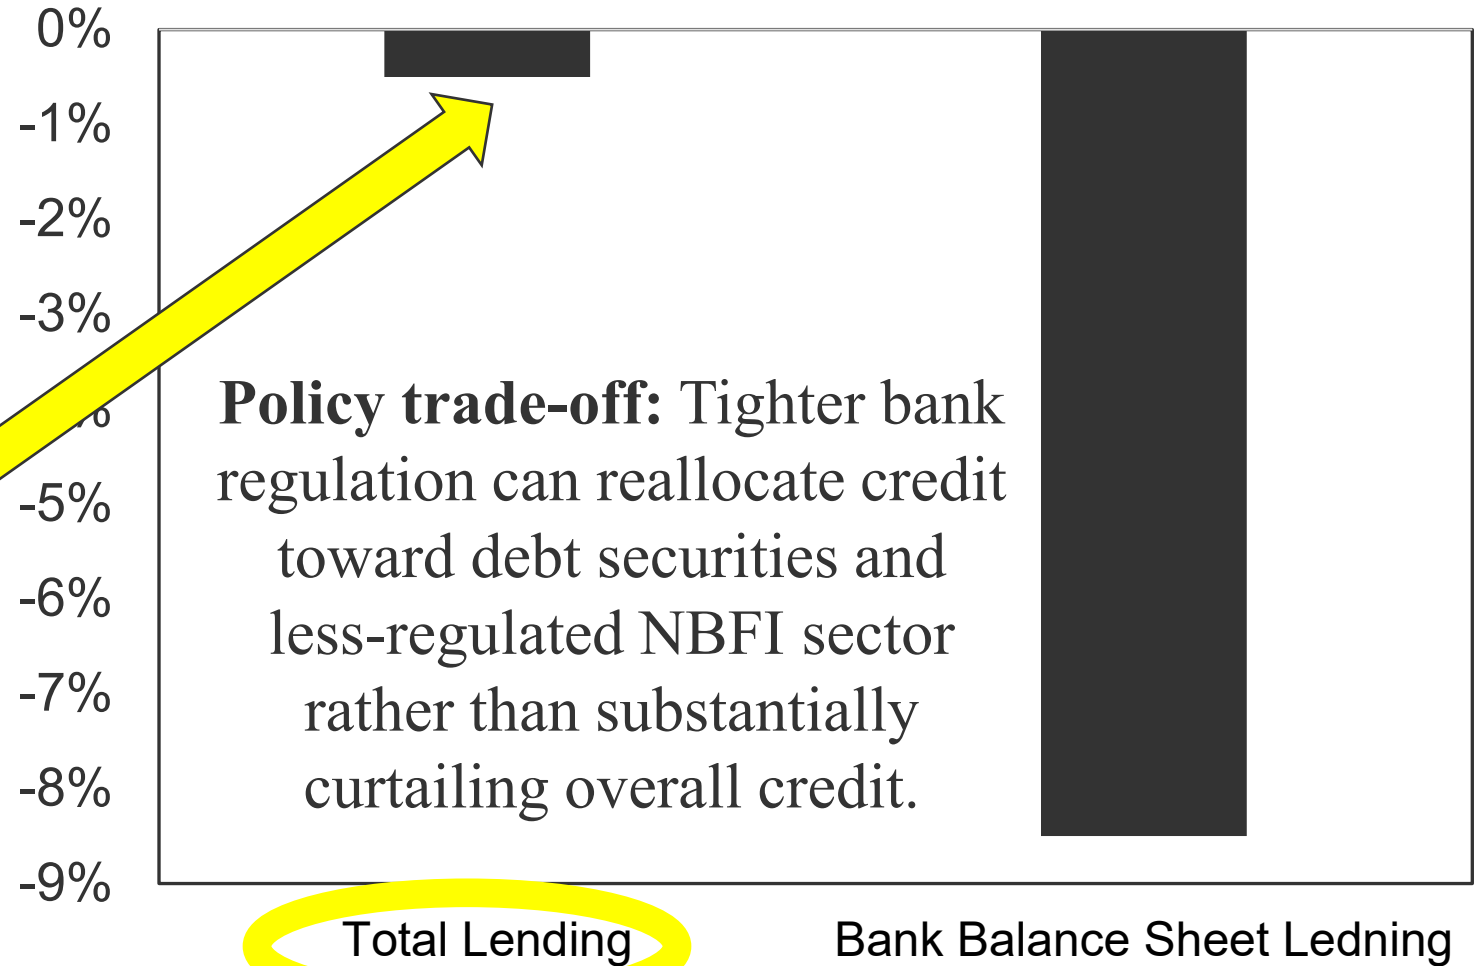 0%
-1%
-2%
-3%
%
-5%
-6%
-7%
-8%
-9%
Policy trade-off: Tighter bank
regulation can reallocate credit
toward debt securities and
less-regulated NBFI sector
rather than substantially
curtailing overall credit.
Total Lending
Bank Balance Sheet Ledning